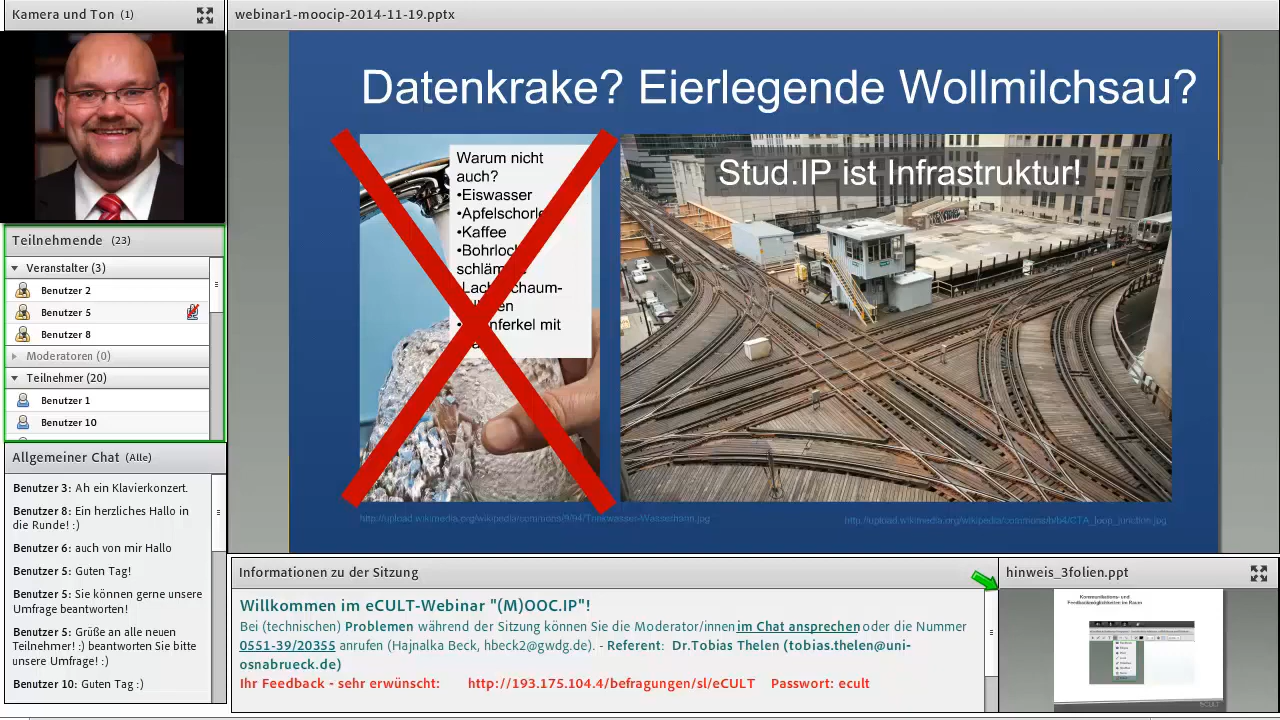 Kamera und Ton (1)
webinar1-moocip-2014-11-19.pptx
Datenkrake? Eierlegende Wollmilchsau?
Warum nicht
auch?
•Eiswasser
•Apfelschorle
•Kaffee
•Bohrloch
schlämme
mit
Stud.IP ist Infrastruktur!
http://upload.wikimedia.org/wikipedia/commons/9/94/Trinkwasser-Wasserhahn.jpg
http://upload.wikimedia.org/wikipedia/commons/b/b4/CTA_loop_junction.jpg
Teilnehmende (23)
Veranstalter (3)
Benutzer 2
Benutzer 5
Benutzer 8
Moderatoren (0)
Teilnehmer (20)
Benutzer 1
Benutzer 10
Allgemeiner Chat (Alle)
Benutzer 3: Ah ein Klavierkonzert.
Benutzer 8: Ein herzliches Hallo in
die Runde! :)
Benutzer 6: auch von mir Hallo
Benutzer 5: Guten Tag!
Benutzer 5: Sie können gerne unsere
Umfrage beantworten!
Benutzer 5: Grüße an alle neuen
Teilnehmer! :) beantworten Sie bitte
unsere Umfrage! :)
Benutzer 10: Guten Tag :)
Informationen zu der Sitzung
Willkommen im eCULT-Webinar "(M)OOC.IP"!
Bei (technischen) Problemen während der Sitzung können Sie die Moderator/innen im Chat ansprechen oder die Nummer
0551-39/20355 anrufen (Hajo Beck, hnbeck2@gwdg.de) - Referent: Dr.Tobias Thelen (tobias.thelen@uni-
osnabrueck.de)
Ihr Feedback - sehr erwünscht: http://193.175.104.4/befragungen/sl/eCULT Passwort: ecult
hinweis_3folien.ppt
Kommunikations- und
Feedbackmöglichkeiten im Raum
eCULT